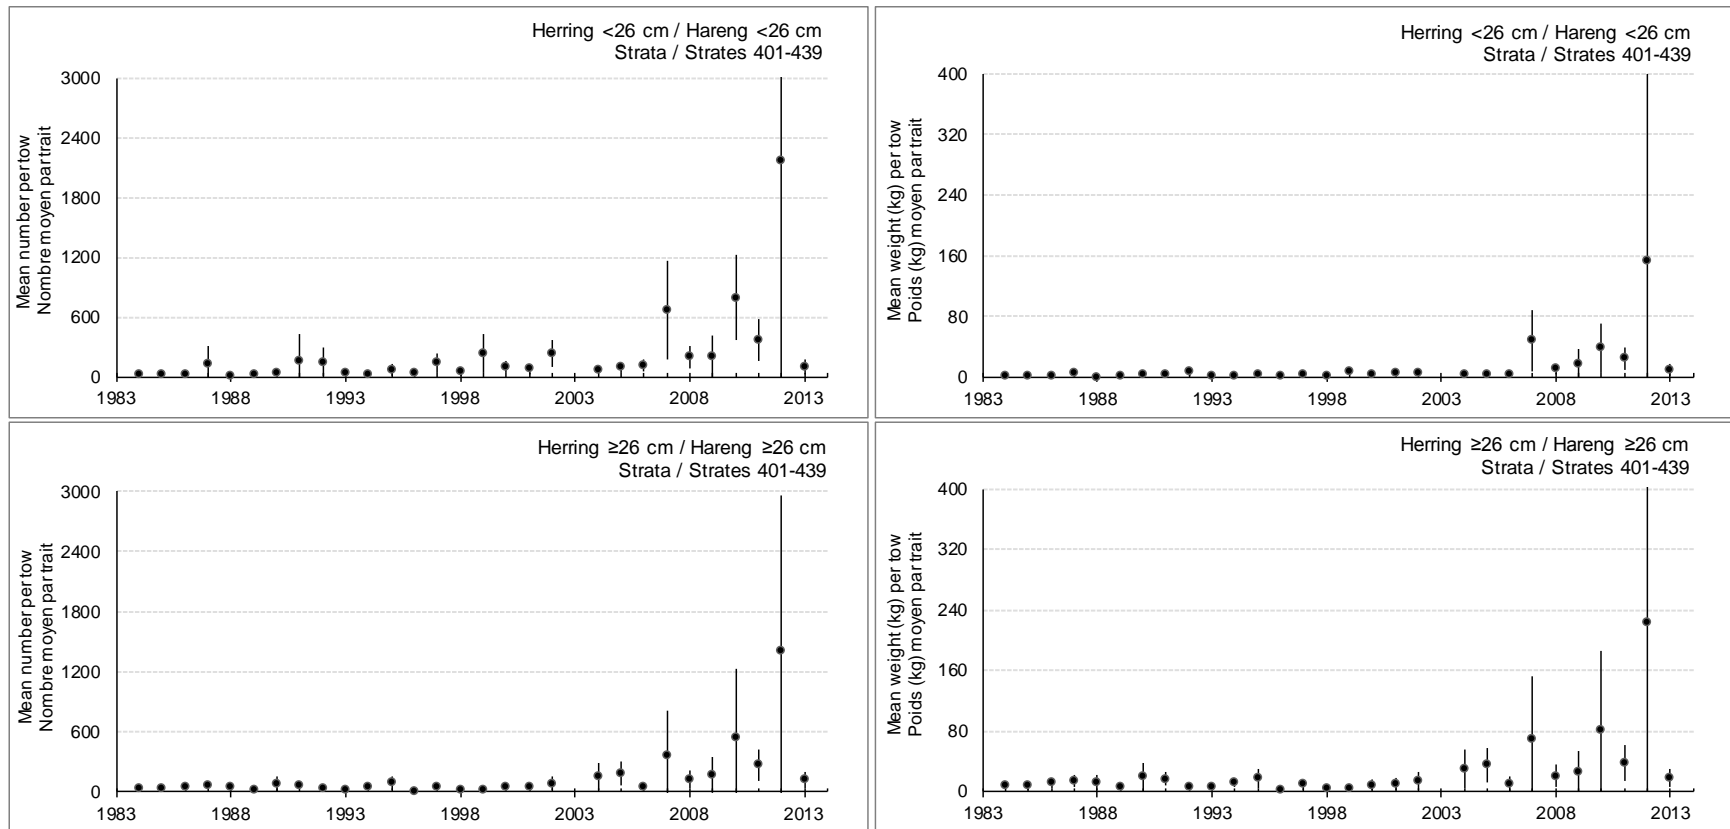 Herring <26 cm / Hareng <26 cm
Strata / Strates 401-439
Mean number per tow
Nombre moyen par trait
3000
2400
1800
1200
600
0
1983 1988 1993 1998 2003 2008 2013
Herring <26 cm / Hareng <26 cm
Strata / Strates 401-439
Mean weight (kg) per tow
Poids (kg) moyen par trait
400
320
240
160
80
0
1983 1988 1993 1998 2003 2008 2013
Herring ≥26 cm / Hareng ≥26 cm
Strata / Strates 401-439
Mean number per tow
Nombre moyen par trait
3000
2400
1800
1200
600
0
1983 1988 1993 1998 2003 2008 2013
Herring ≥26 cm / Hareng ≥26 cm
Strata / Strates 401-439
Mean weight (kg) per tow
Poids (kg) moyen par trait
400
320
240
160
80
0
1983 1988 1993 1998 2003 2008 2013